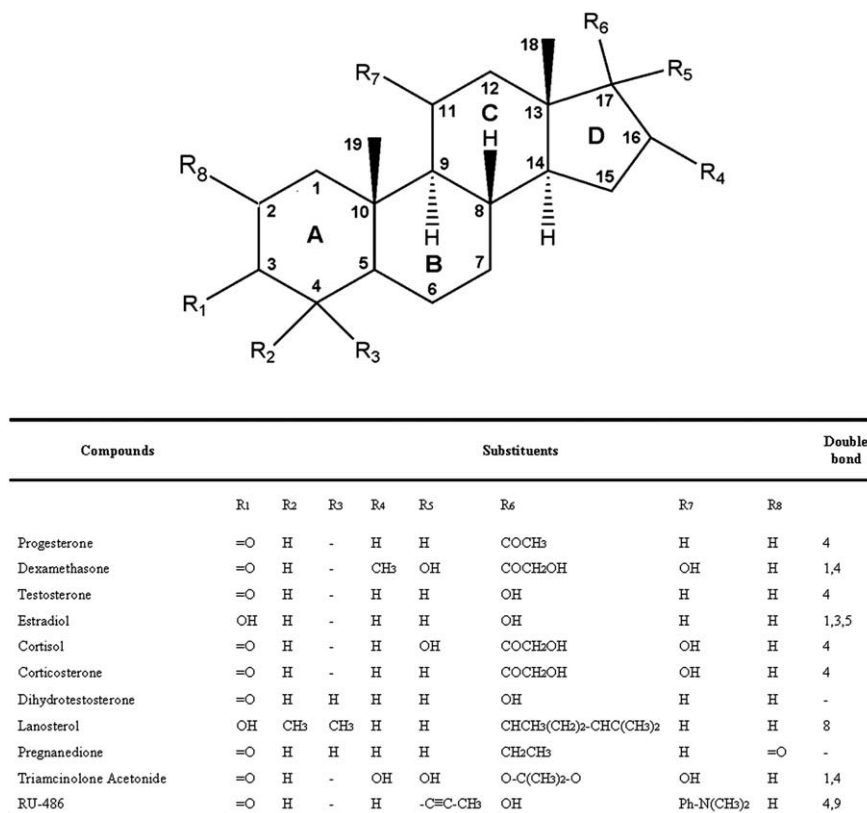 R6
18
R5
R7
12
17
11
C
13
D
16
19
H
R4
R8
9
14
15
1
2
10
8
A
H
H
3
5
B
7
4
6
R1
R2
R3
Compounds Substituents Double bond
R1 R2 R3 R4 R5 R6 R7 R8
Progesterone =O H - H H COCH3 H H 4
Dexamethasone =O H - CH3 OH COCH2OH OH H 1,4
Testosterone =O H - H H OH H H 4
Estradiol OH H - H H OH H H 1,3,5
Cortisol =O H - H OH COCH2OH OH H 4
Corticosterone =O H - H H COCH2OH OH H 4
Dihydrotestosterone =O H H H H OH H H -
Lanosterol OH CH3 CH3 H H CHCH3(CH2)2-CHC(CH3)2 H H 8
Pregnanedione =O H H H H CH2CH3 H =O -
Triamcinolone Acetonide =O H - OH OH O-C(CH3)2-O OH H 1,4
RU-486 =O H - H -C≡C-CH3 OH Ph-N(CH3)2 H 4,9